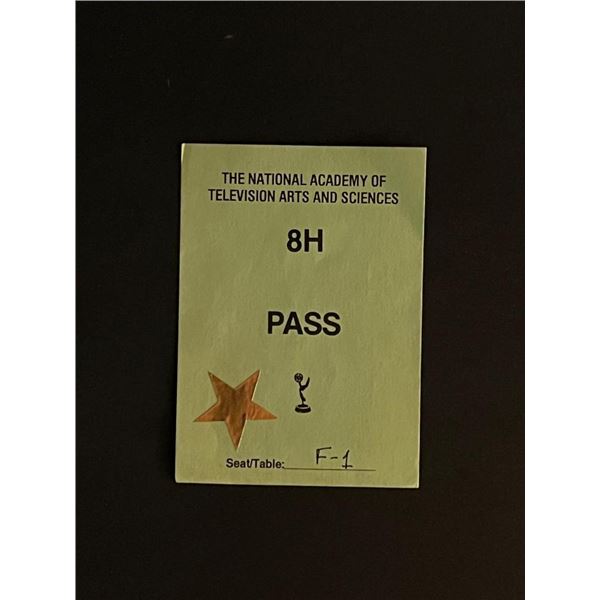 THE NATIONAL ACADEMY OF
TELEVISION ARTS AND SCIENCES
8H
PASS
Seat/Table: F-1